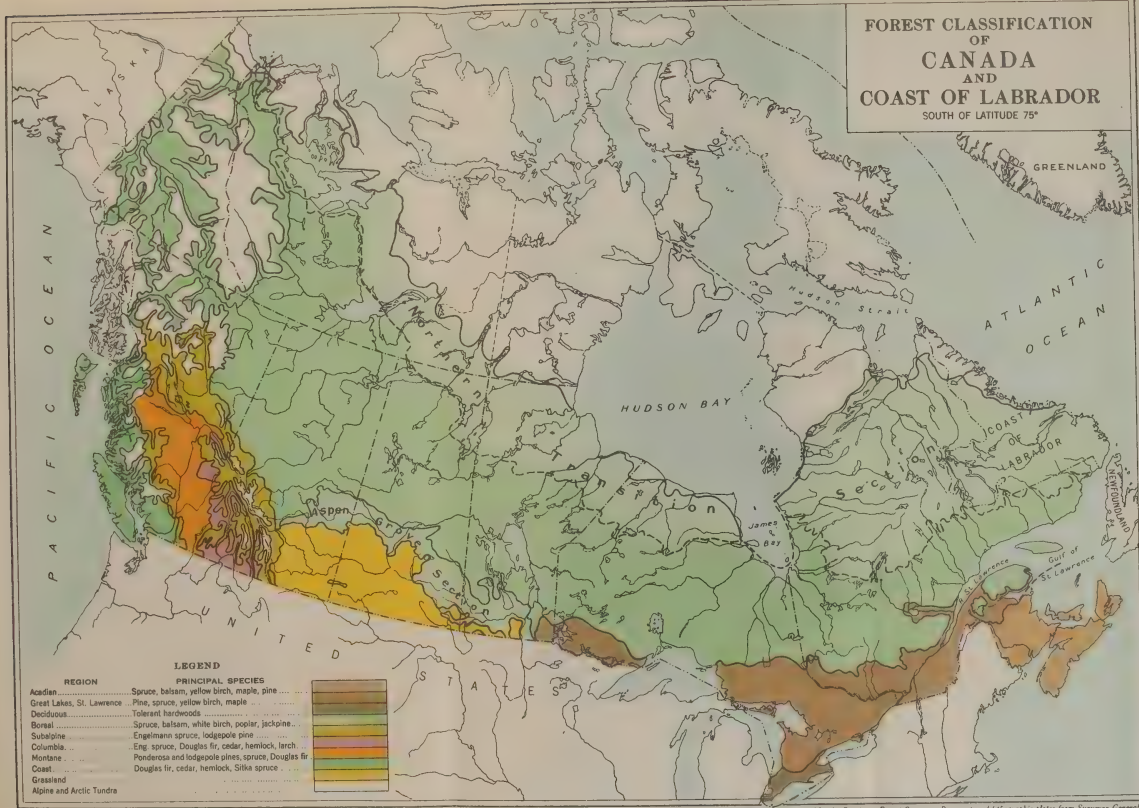 FOREST CLASSIFICATION
OF
CANADA
AND
COAST OF LABRADOR
SOUTH OF LATITUDE 75°
GREENLAND
ALASKA
PACIFIC OCEAN
ATLANTIC
OCEAN
Hudson
Strait
Northern
HUDSON BAY
COAST
OF
LABRADOR
Transition
Section
NEWFOUNDLAND
James
Bay
Aspen Grove Section
Gulf of
St Lawrence
St Lawrence
UNITED
STATES
LEGEND
REGION PRINCIPAL SPECIES
Acadian Spruce, balsam, yellow birch, maple, pine
Great Lakes, St. Lawrence Pine, spruce, yellow birch, maple
Deciduous Tolerant hardwoods
Boreal Spruce, balsam, white birch, poplar, jackpine
Subalpine Engelmann spruce, lodgepole pine
Columbia Eng. spruce, Douglas fir, cedar, hemlock, larch
Montane Ponderosa and lodgepole pines, spruce, Douglas fir
Coast Douglas fir, cedar, hemlock, Sitka spruce
Grassland
Alpine and Arctic Tundra